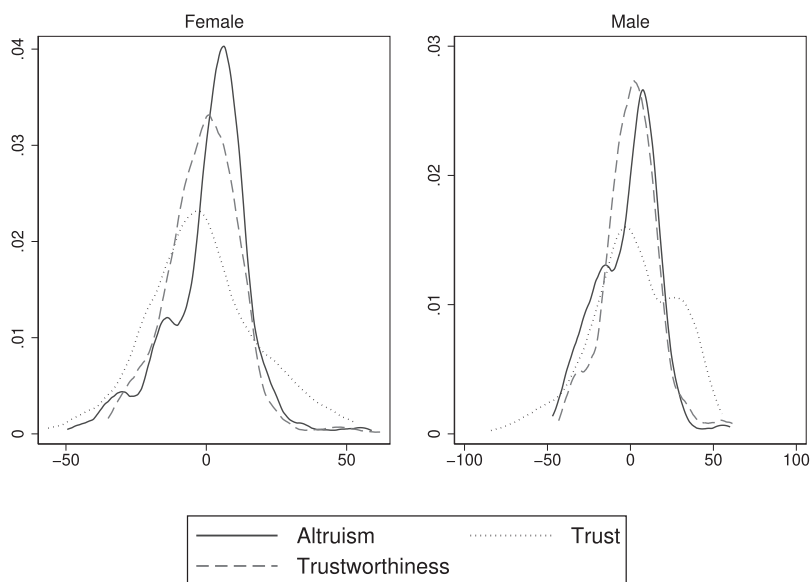 Female
0 .01 .02 .03 .04
−50 0 50
Male
0 .01 .02 .03
−100 −50 0 50 100
Altruism Trust
Trustworthiness